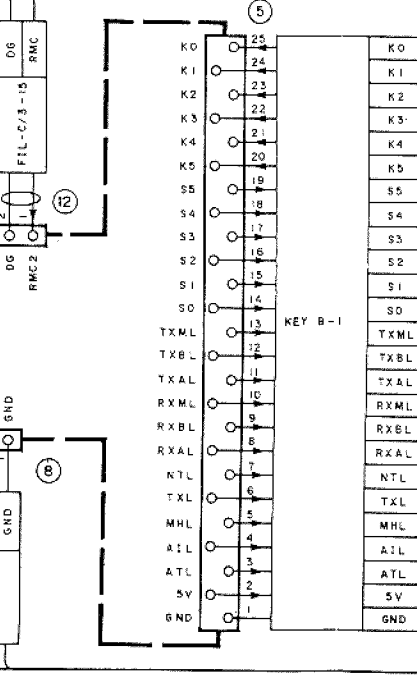 5
DG
RMC
FIL-C/3-15
12
2
1
DG
RMC2
GND
8
1
GND
K0 25 K0
K1 24 K1
K2 23 K2
K3 22 K3
K4 21 K4
K5 20 K5
S5 19 S5
S4 18 S4
S3 17 S3
S2 16 S2
S1 15 S1
S0 14 S0
KEY B-1
TXML 13 TXML
TXBL 12 TXBL
TXAL 11 TXAL
RXML 10 RXML
RXBL 9 RXBL
RXAL 8 RXAL
NTL 7 NTL
TXL 6 TXL
MHL 5 MHL
AIL 4 AIL
ATL 3 ATL
5V 2 5V
GND 1 GND